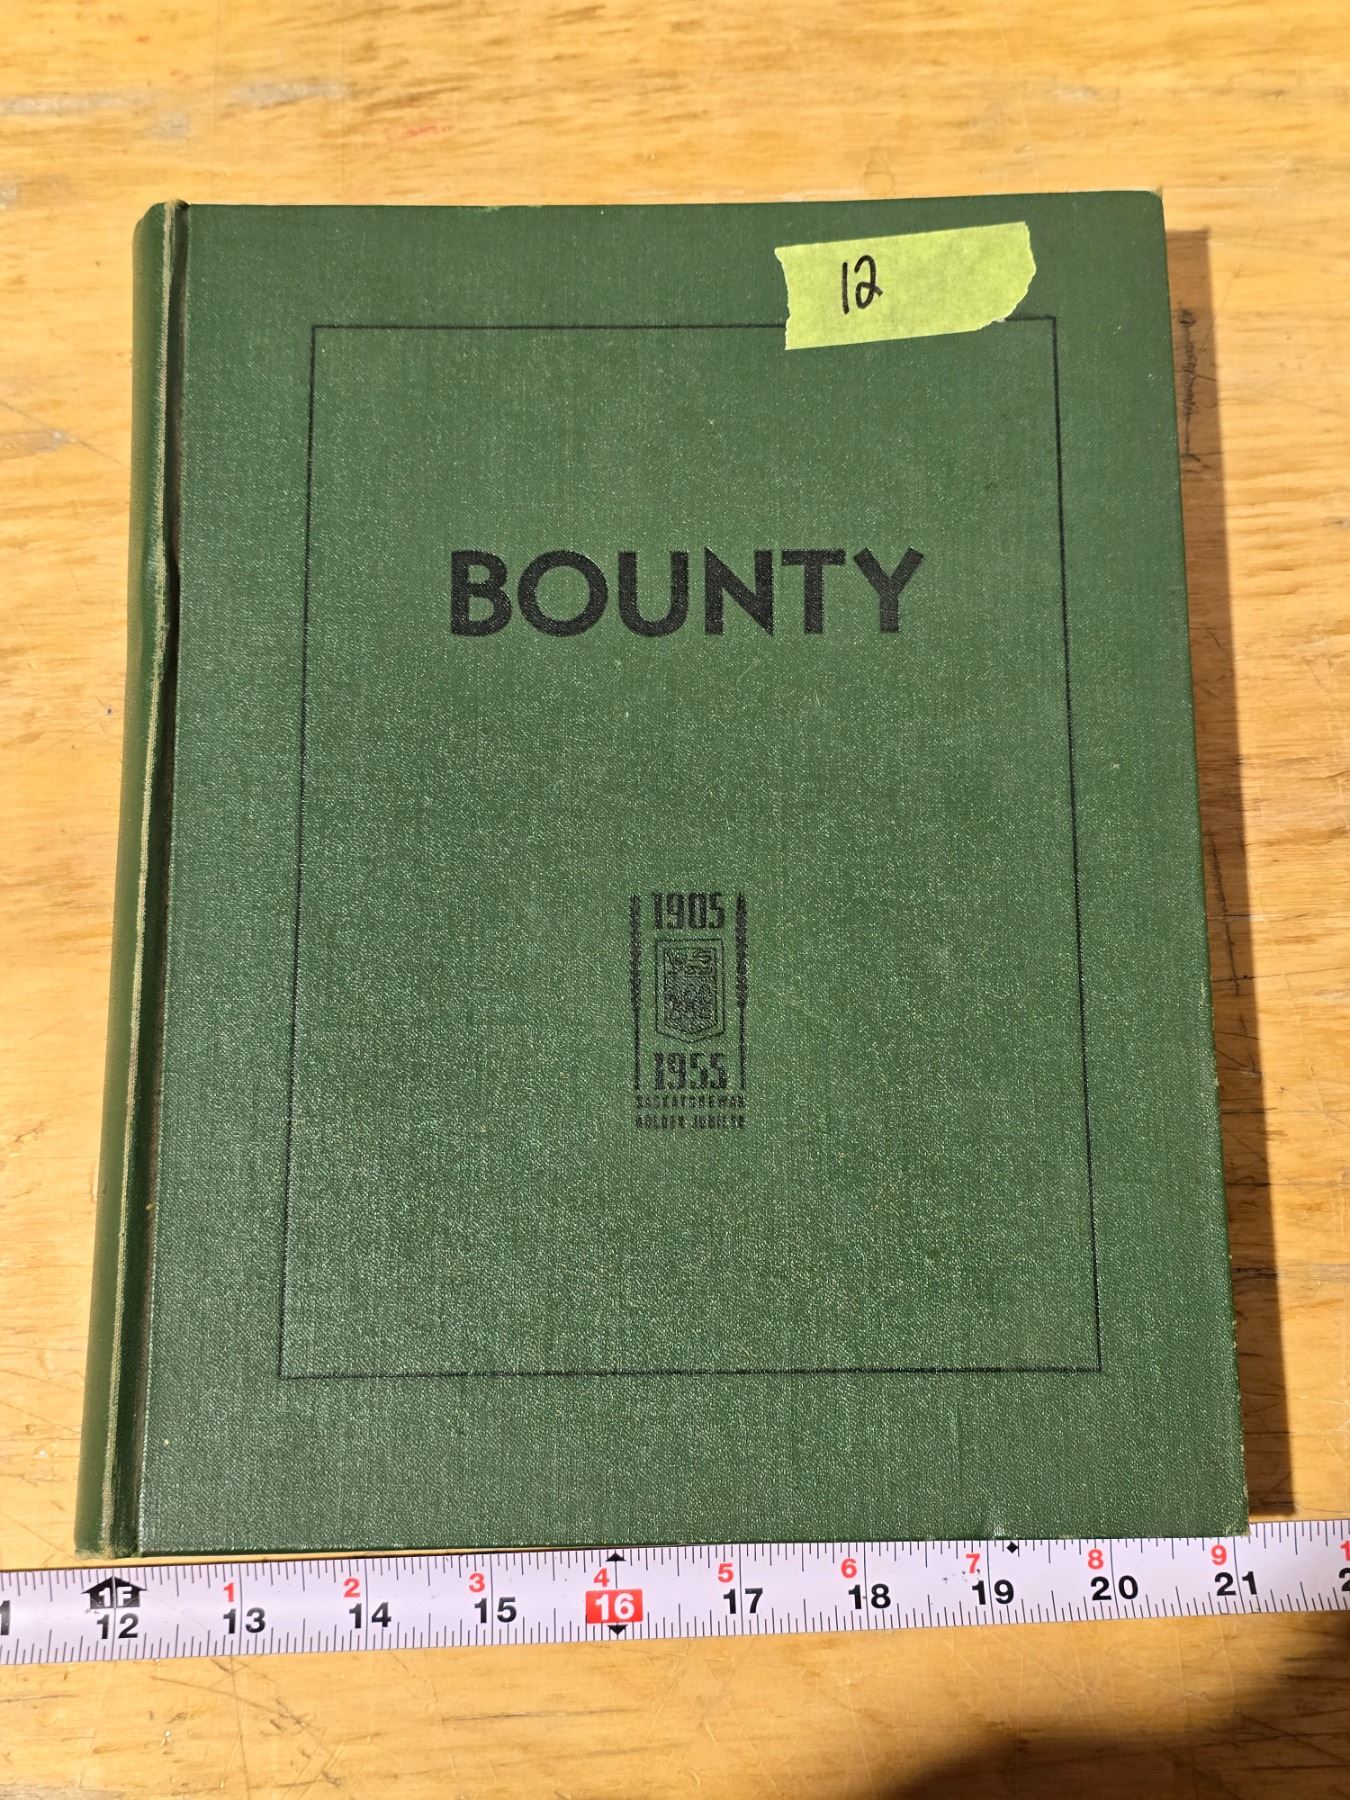 12
BOUNTY
1905
1955
SASKATCHEWAN
GOLDEN JUBILEE
1F 1 2 3 4 5 6 7 8 9
12 13 14 15 16 17 18 19 20 21